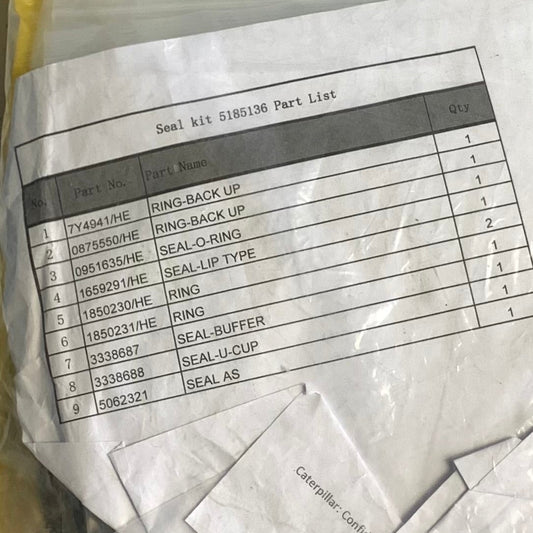 Seal kit 5185136 Part List
No. Part No. Part Name Qty
1 7Y4941/HE RING-BACK UP 1
2 0875550/HE RING-BACK UP 1
3 0951635/HE SEAL-O-RING 1
4 1659291/HE SEAL-LIP TYPE 1
5 1850230/HE RING 2
6 1850231/HE RING 1
7 3338687 SEAL-BUFFER 1
8 3338688 SEAL-U-CUP 1
9 5062321 SEAL AS 1
Caterpillar: